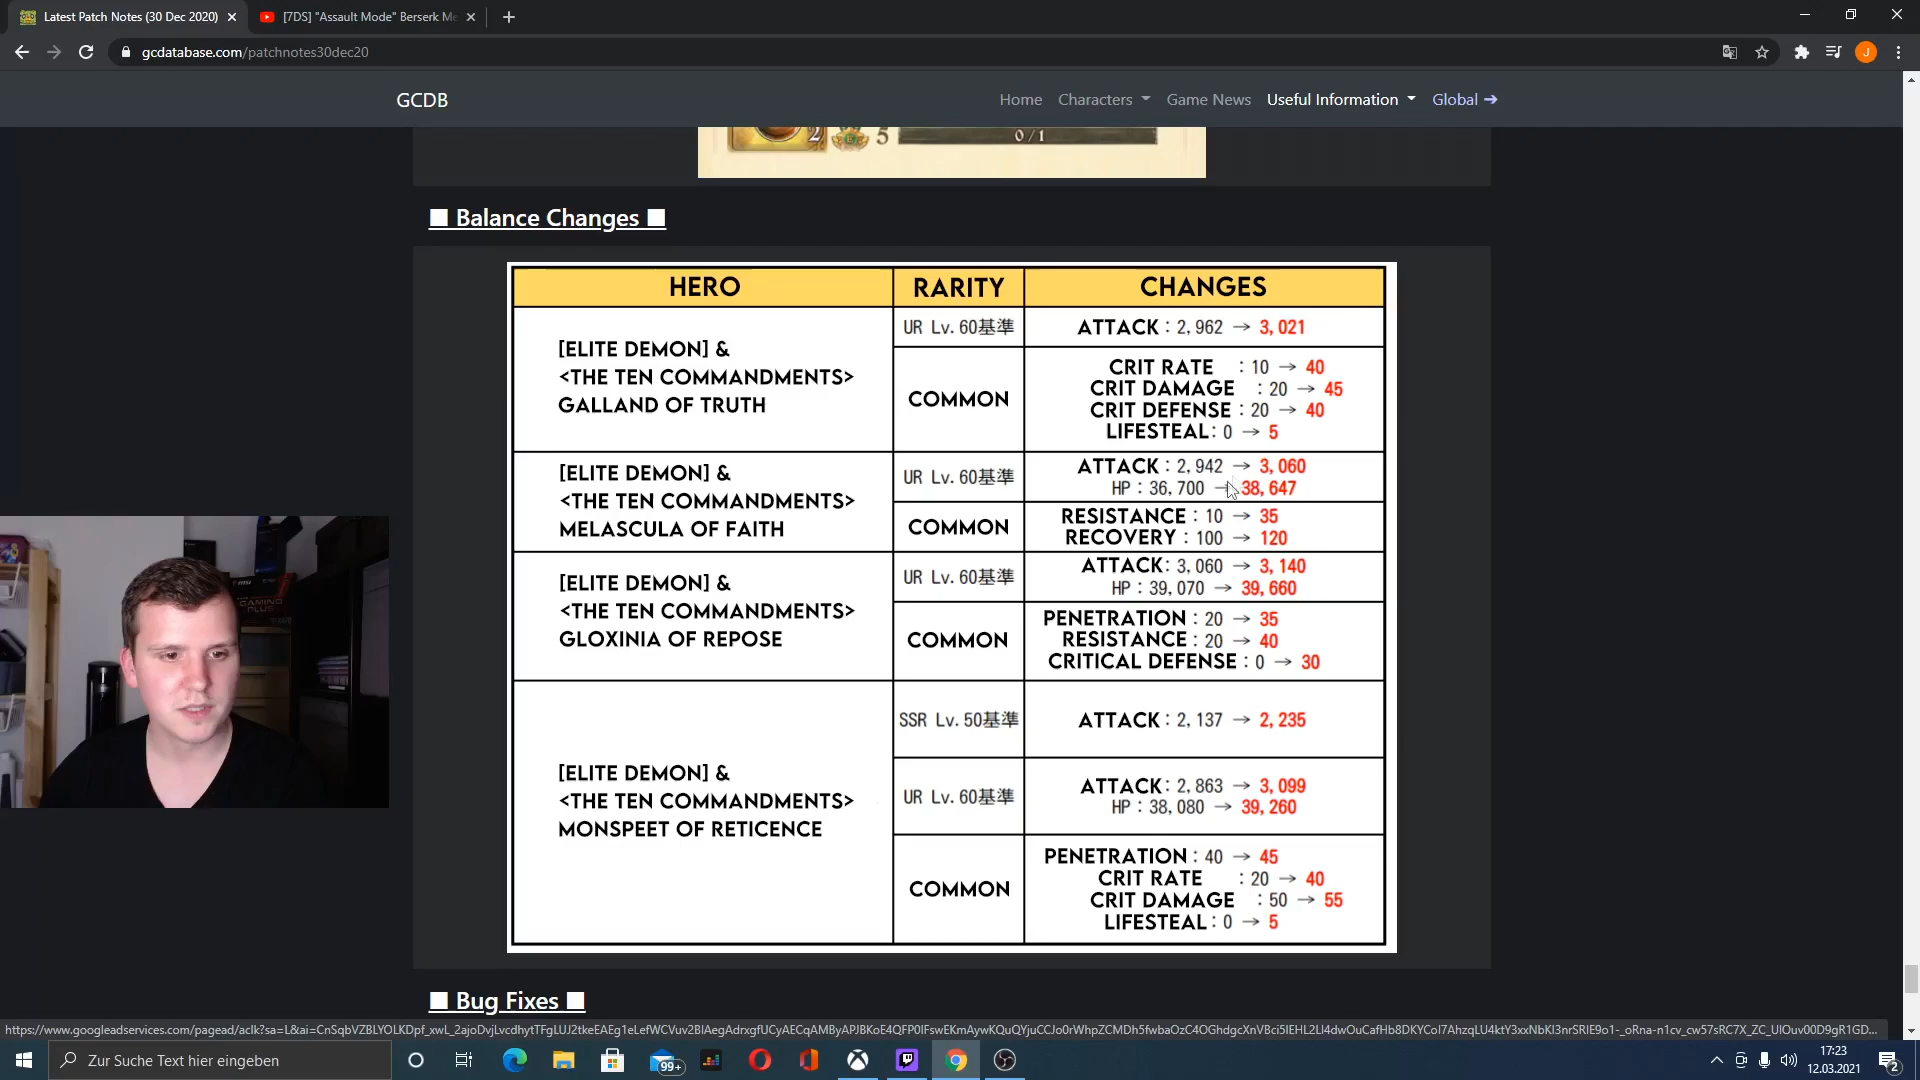 Latest Patch Notes (30 Dec 2020)
[7DS] "Assault Mode" Berserk Me
gcdatabase.com/patchnotes30dec20
J
GCDB
Home Characters Game News Useful Information Global
2 5 0/1
■ Balance Changes ■
HERO RARITY CHANGES
[ELITE DEMON] &
<THE TEN COMMANDMENTS>
GALLAND OF TRUTH
UR Lv.60基準
ATTACK : 2,962 → 3,021
COMMON
CRIT RATE : 10 → 40
CRIT DAMAGE : 20 → 45
CRIT DEFENSE : 20 → 40
LIFESTEAL : 0 → 5
[ELITE DEMON] &
<THE TEN COMMANDMENTS>
MELASCULA OF FAITH
UR Lv.60基準
ATTACK : 2,942 → 3,060
HP : 36,700 → 38,647
COMMON
RESISTANCE : 10 → 35
RECOVERY : 100 → 120
[ELITE DEMON] &
<THE TEN COMMANDMENTS>
GLOXINIA OF REPOSE
UR Lv.60基準
ATTACK : 3,060 → 3,140
HP : 39,070 → 39,660
COMMON
PENETRATION : 20 → 35
RESISTANCE : 20 → 40
CRITICAL DEFENSE : 0 → 30
[ELITE DEMON] &
<THE TEN COMMANDMENTS>
MONSPEET OF RETICENCE
SSR Lv.50基準
ATTACK : 2,137 → 2,235
UR Lv.60基準
ATTACK : 2,863 → 3,099
HP : 38,080 → 39,260
COMMON
PENETRATION : 40 → 45
CRIT RATE : 20 → 40
CRIT DAMAGE : 50 → 55
LIFESTEAL : 0 → 5
■ Bug Fixes ■
Zur Suche Text hier eingeben
99+
17:23
12.03.2021
2